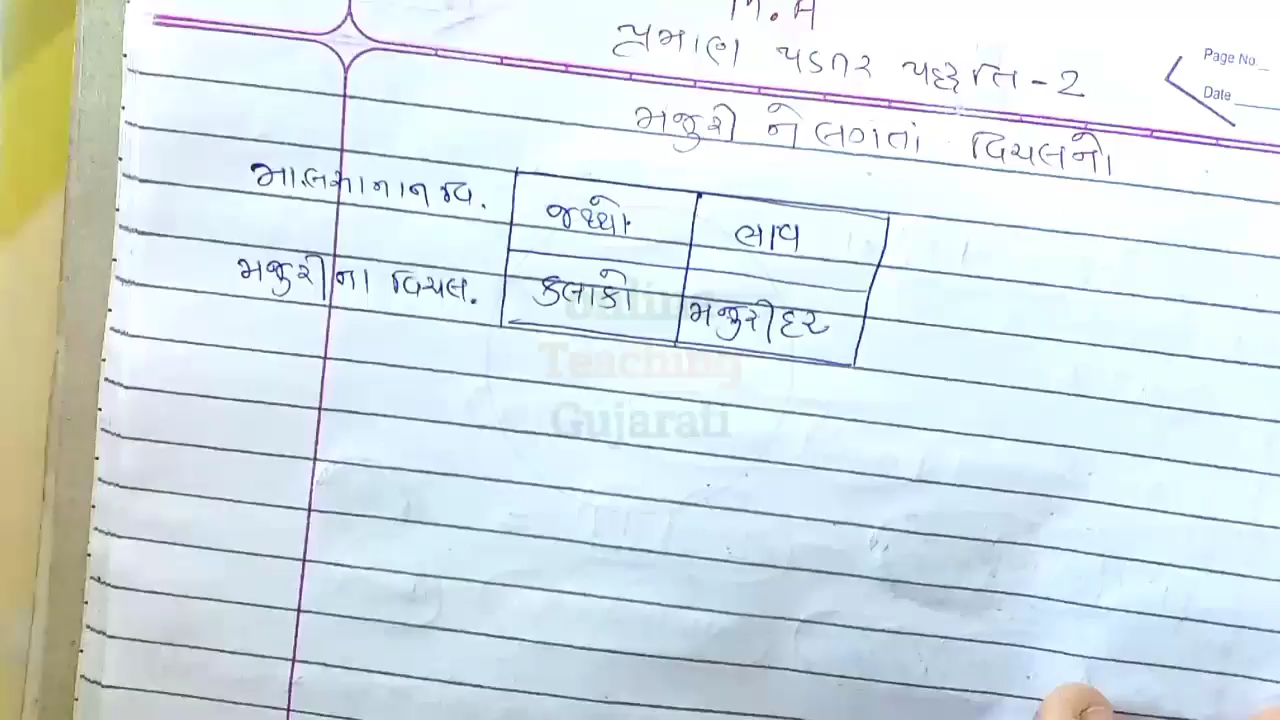 M. A
પ્રમાણ પડતર પદ્ધતિ - 2
Page No.
Date
મજુરી ને લગતાં વિચલનો
માલસામાનાન વિ. જથ્થો ભાવ
મજુરીના વિચલ. કલાકો મજુરીદર
Online
Teaching
Gujarati